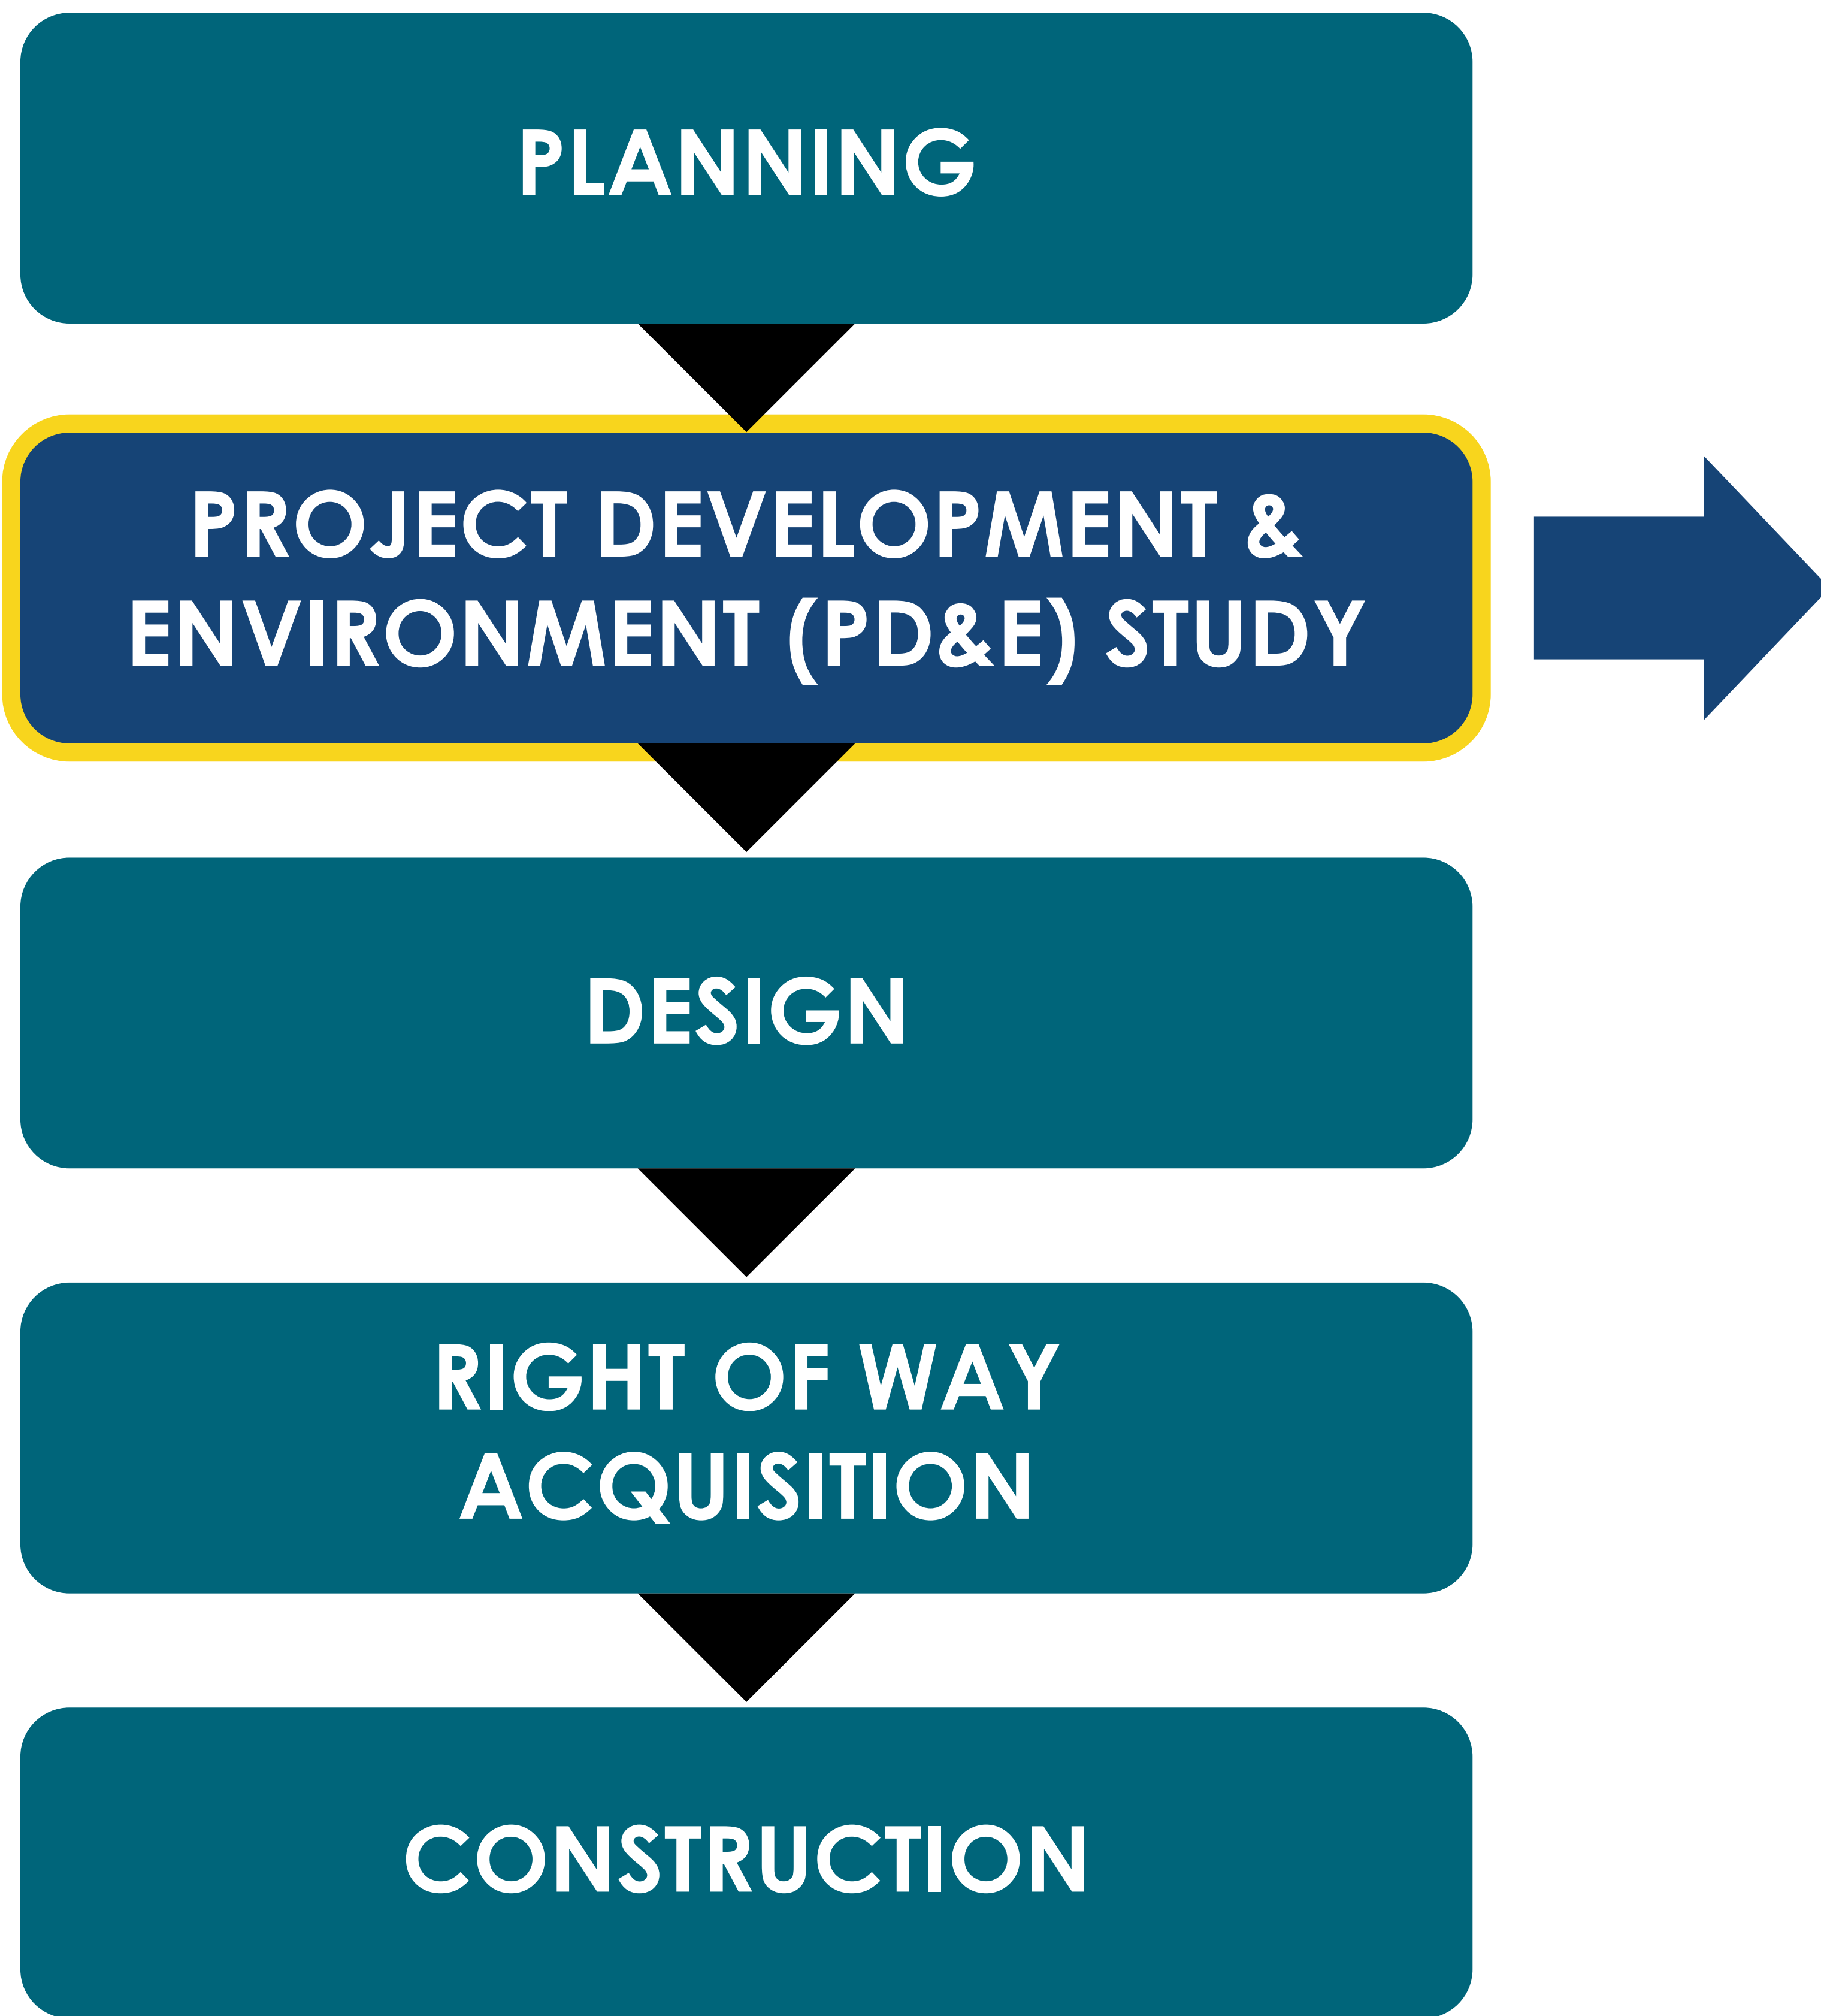 PLANNING
PROJECT DEVELOPMENT &
ENVIRONMENT (PD&E) STUDY
DESIGN
RIGHT OF WAY
ACQUISITION
CONSTRUCTION